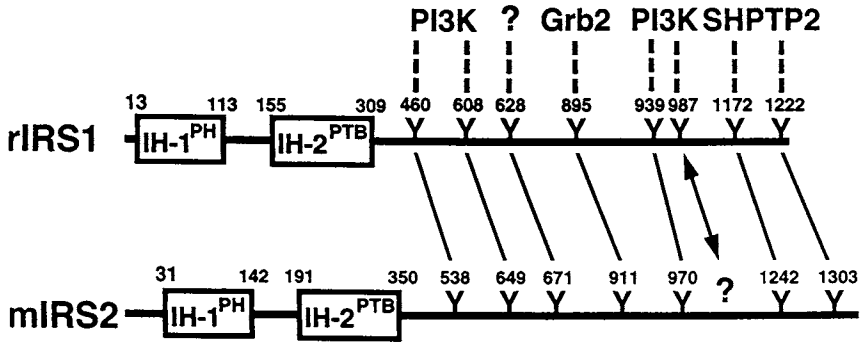 PI3K ? Grb2 PI3K SHPTP2
13 113 155 309 460 608 628 895 939 987 1172 1222
rIRS1 IH-1PH IH-2PTB Y Y Y Y Y Y Y Y
31 142 191 350 538 649 671 911 970 ? 1242 1303
mIRS2 IH-1PH IH-2PTB Y Y Y Y Y Y Y